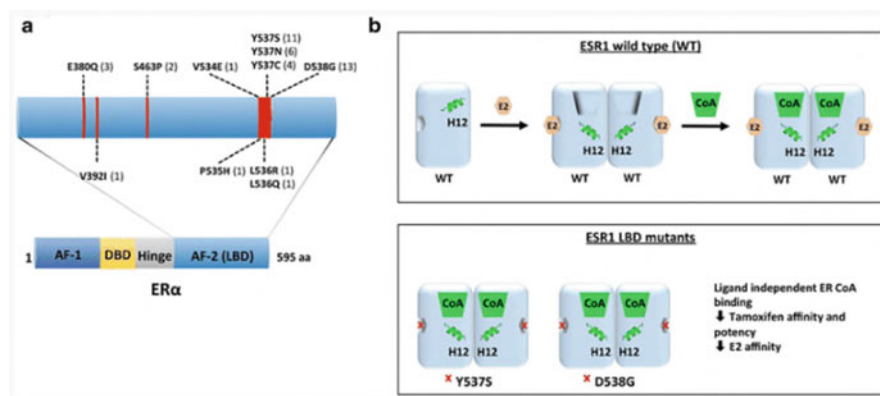 a
Y537S (11)
Y537N (6)
E380Q (3) S463P (2) V534E (1) Y537C (4) D538G (13)
V392I (1) P535H (1) L536R (1)
L536Q (1)
1 AF-1 DBD Hinge AF-2 (LBD) 595 aa
ERα
b
ESR1 wild type (WT)
E2 CoA
H12
E2 E2
H12 H12
CoA CoA
E2 E2
H12 H12
WT WT WT WT WT
ESR1 LBD mutants
CoA CoA CoA CoA
x x x x
H12 H12 H12 H12
x Y537S x D538G
Ligand independent ER CoA
binding
⬇ Tamoxifen affinity and
potency
⬇ E2 affinity